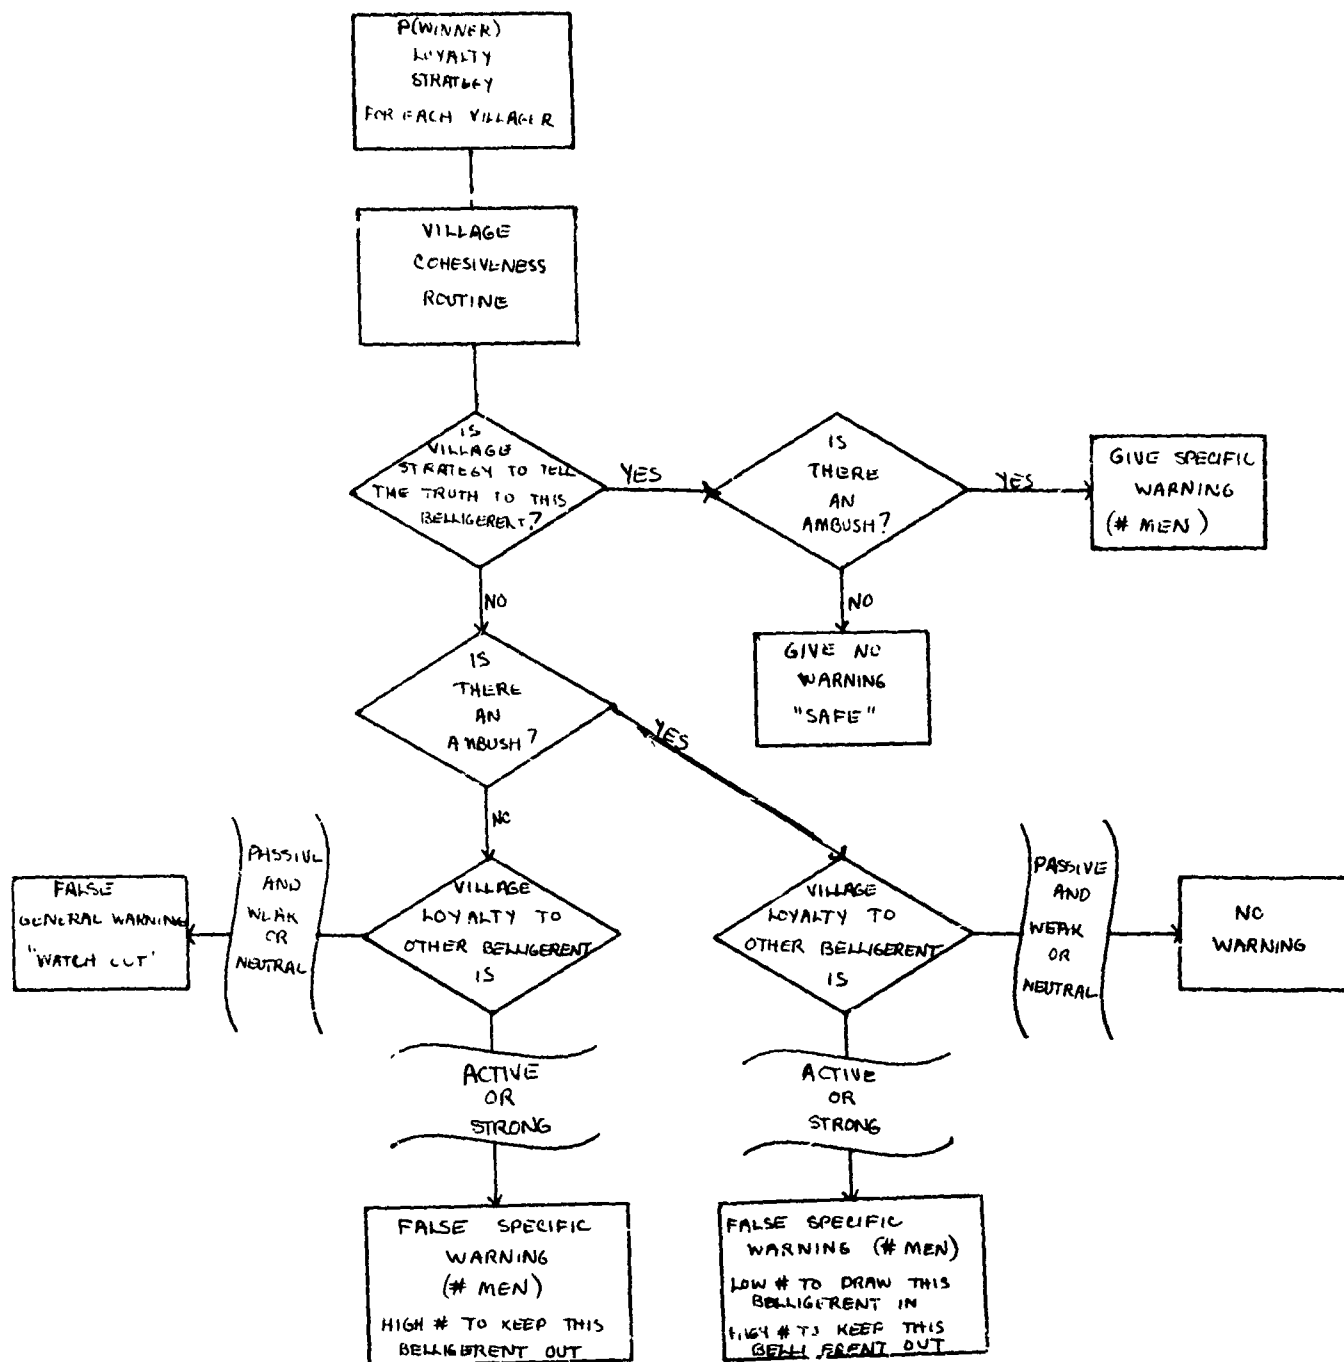 P(WINNER)
LOYALTY
STRATEGY
FOR EACH VILLAGER
VILLAGE
COHESIVENESS
ROUTINE
IS
VILLAGE
STRATEGY TO TELL
THE TRUTH TO THIS
BELLIGERENT?
YES
IS
THERE
AN
AMBUSH?
YES
GIVE SPECIFIC
WARNING
(# MEN)
NO
GIVE NO
WARNING
"SAFE"
NO
IS
THERE
AN
AMBUSH?
YES
NO
VILLAGE
LOYALTY TO
OTHER BELLIGERENT
IS
PASSIVE
AND
WEAK
OR
NEUTRAL
FALSE
GENERAL WARNING
"WATCH OUT"
ACTIVE
OR
STRONG
FALSE SPECIFIC
WARNING
(# MEN)
HIGH # TO KEEP THIS
BELLIGERENT OUT
VILLAGE
LOYALTY TO
OTHER BELLIGERENT
IS
PASSIVE
AND
WEAK
OR
NEUTRAL
NO
WARNING
ACTIVE
OR
STRONG
FALSE SPECIFIC
WARNING (# MEN)
LOW # TO DRAW THIS
BELLIGERENT IN
HIGH # TO KEEP THIS
BELLI ERENT OUT